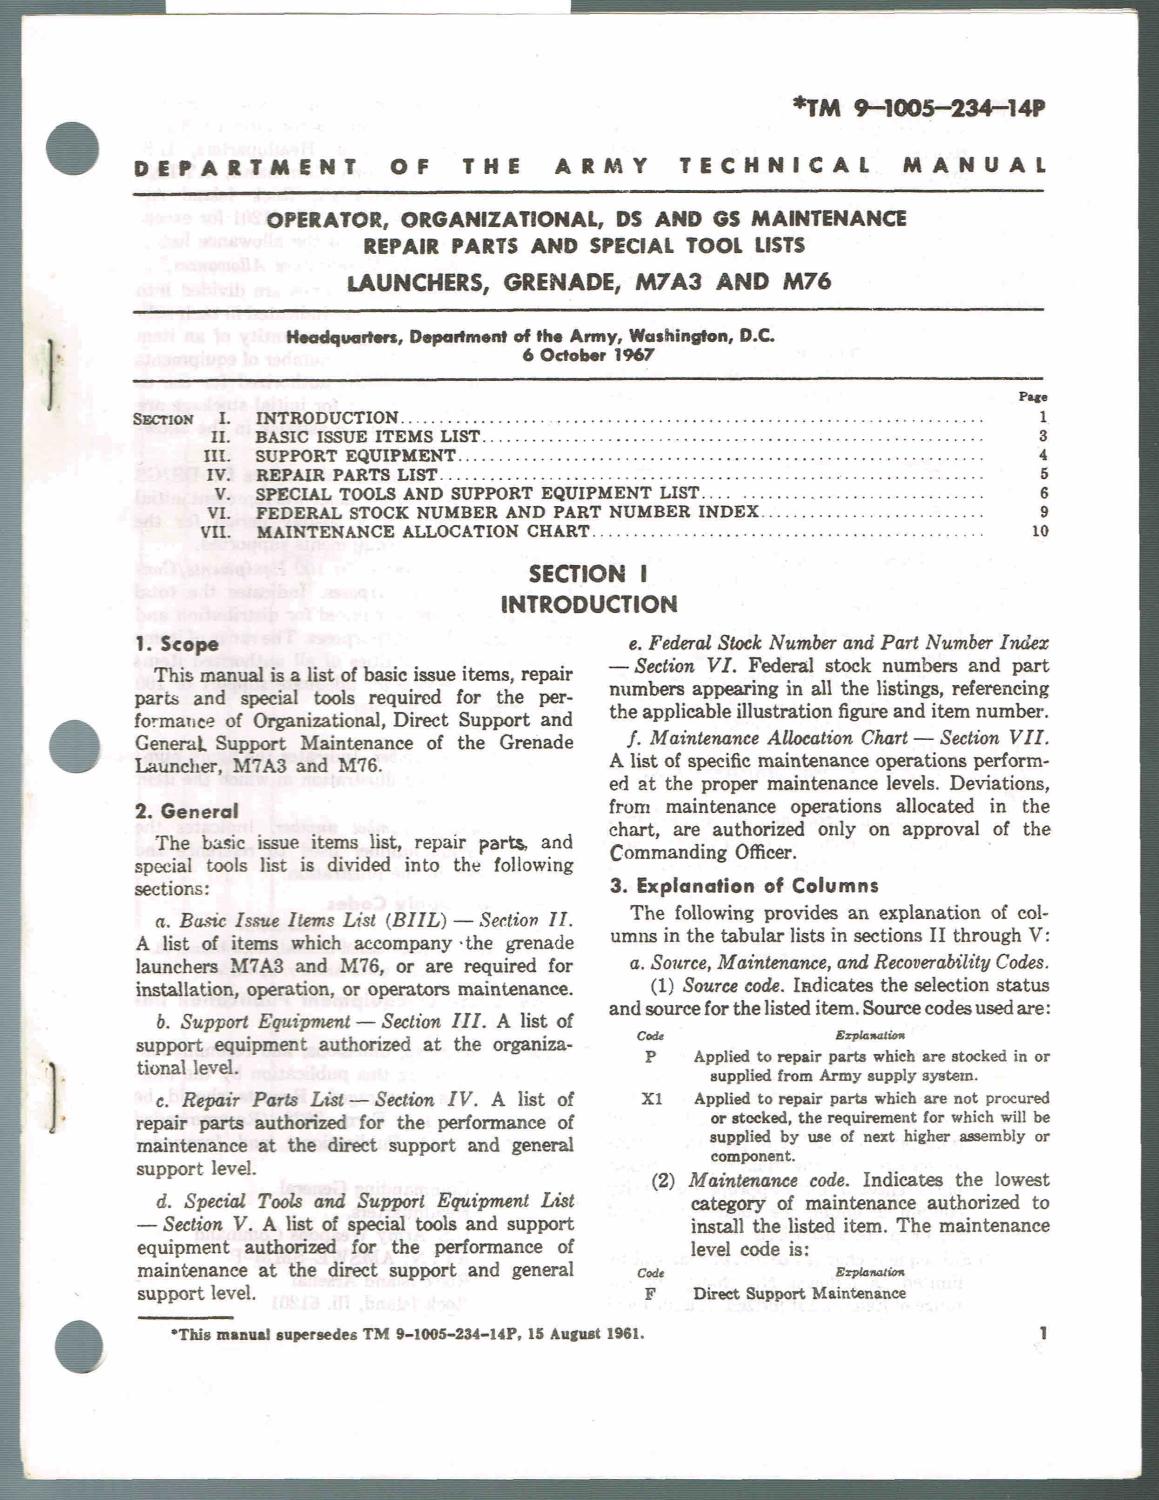 *TM 9–1005–234–14P
DEPARTMENT OF THE ARMY TECHNICAL MANUAL
OPERATOR, ORGANIZATIONAL, DS AND GS MAINTENANCE
REPAIR PARTS AND SPECIAL TOOL LISTS
LAUNCHERS, GRENADE, M7A3 AND M76
Headquarters, Department of the Army, Washington, D.C.
6 October 1967
Page
SECTION I. INTRODUCTION 1
II. BASIC ISSUE ITEMS LIST 3
III. SUPPORT EQUIPMENT 4
IV. REPAIR PARTS LIST 5
V. SPECIAL TOOLS AND SUPPORT EQUIPMENT LIST 6
VI. FEDERAL STOCK NUMBER AND PART NUMBER INDEX 9
VII. MAINTENANCE ALLOCATION CHART 10
SECTION I
INTRODUCTION
1. Scope
This manual is a list of basic issue items, repair
parts and special tools required for the per-
formance of Organizational, Direct Support and
General Support Maintenance of the Grenade
Launcher, M7A3 and M76.
2. General
The basic issue items list, repair parts, and
special tools list is divided into the following
sections:
a. Basic Issue Items List (BIIL) — Section II.
A list of items which accompany the grenade
launchers M7A3 and M76, or are required for
installation, operation, or operators maintenance.
b. Support Equipment — Section III. A list of
support equipment authorized at the organiza-
tional level.
c. Repair Parts List — Section IV. A list of
repair parts authorized for the performance of
maintenance at the direct support and general
support level.
d. Special Tools and Support Equipment List
— Section V. A list of special tools and support
equipment authorized for the performance of
maintenance at the direct support and general
support level.
e. Federal Stock Number and Part Number Index
— Section VI. Federal stock numbers and part
numbers appearing in all the listings, referencing
the applicable illustration figure and item number.
f. Maintenance Allocation Chart — Section VII.
A list of specific maintenance operations perform-
ed at the proper maintenance levels. Deviations,
from maintenance operations allocated in the
chart, are authorized only on approval of the
Commanding Officer.
3. Explanation of Columns
The following provides an explanation of col-
umns in the tabular lists in sections II through V:
a. Source, Maintenance, and Recoverability Codes.
(1) Source code. Indicates the selection status
and source for the listed item. Source codes used are:
Code Explanation
P Applied to repair parts which are stocked in or
supplied from Army supply system.
X1 Applied to repair parts which are not procured
or stocked, the requirement for which will be
supplied by use of next higher assembly or
component.
(2) Maintenance code. Indicates the lowest
category of maintenance authorized to
install the listed item. The maintenance
level code is:
Code Explanation
F Direct Support Maintenance
*This manual supersedes TM 9–1005–234–14P, 15 August 1961.
1